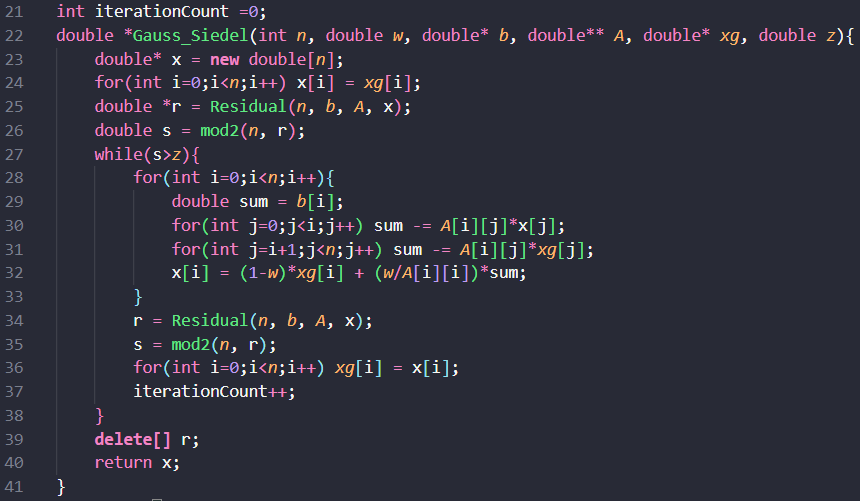 21 int iterationCount =0;
22 double *Gauss_Siedel(int n, double w, double* b, double** A, double* xg, double z){
23 double* x = new double[n];
24 for(int i=0;i<n;i++) x[i] = xg[i];
25 double *r = Residual(n, b, A, x);
26 double s = mod2(n, r);
27 while(s>z){
28 for(int i=0;i<n;i++){
29 double sum = b[i];
30 for(int j=0;j<i;j++) sum -= A[i][j]*x[j];
31 for(int j=i+1;j<n;j++) sum -= A[i][j]*xg[j];
32 x[i] = (1-w)*xg[i] + (w/A[i][i])*sum;
33 }
34 r = Residual(n, b, A, x);
35 s = mod2(n, r);
36 for(int i=0;i<n;i++) xg[i] = x[i];
37 iterationCount++;
38 }
39 delete[] r;
40 return x;
41 }